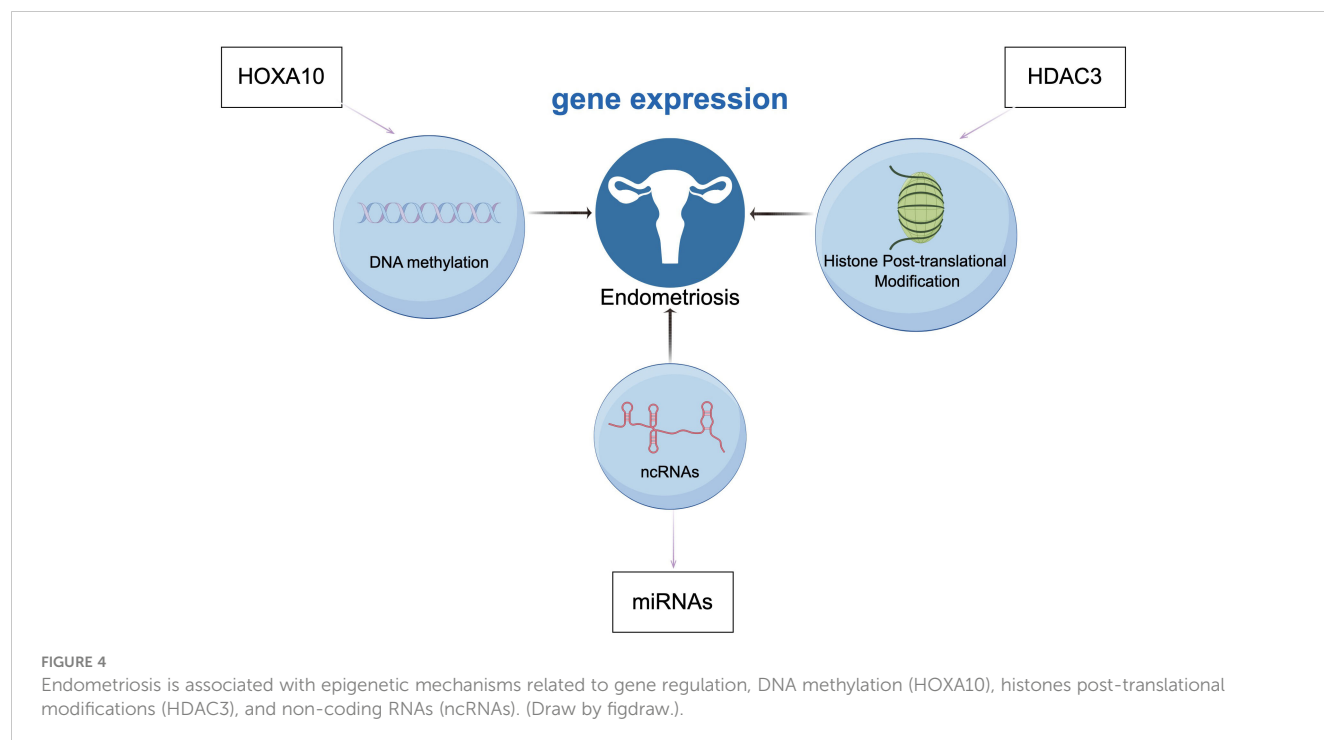 HOXA10
HDAC3
gene expression
DNA methylation
Histone Post-translational
Modification
Endometriosis
ncRNAs
miRNAs
FIGURE 4
Endometriosis is associated with epigenetic mechanisms related to gene regulation, DNA methylation (HOXA10), histones post-translational
modifications (HDAC3), and non-coding RNAs (ncRNAs). (Draw by figdraw.).